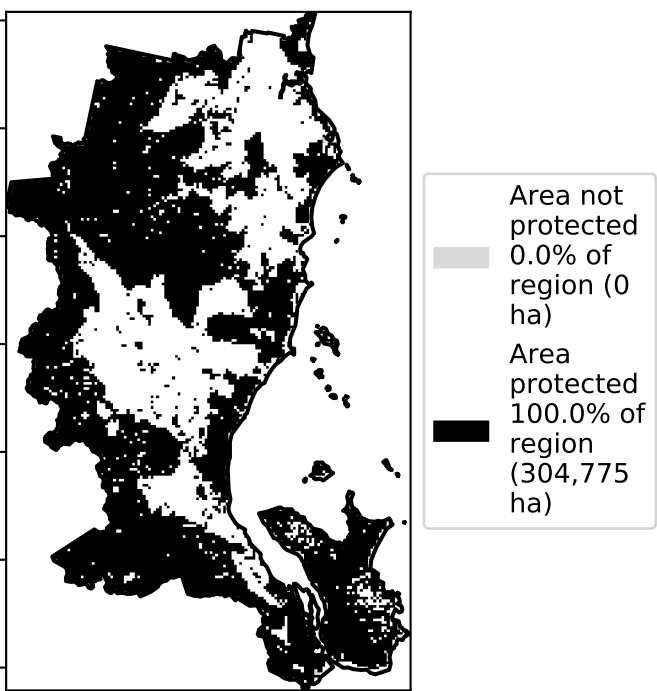 Area not
protected
0.0% of
region (0
ha)
Area
protected
100.0% of
region
(304,775
ha)